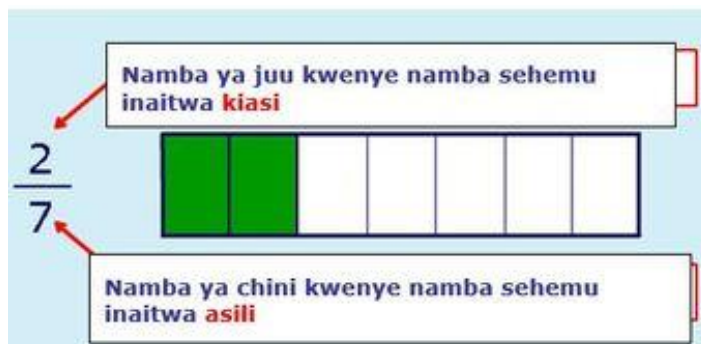 Namba ya juu kwenye namba sehemu
inaitwa kiasi
2
7
Namba ya chini kwenye namba sehemu
inaitwa asili